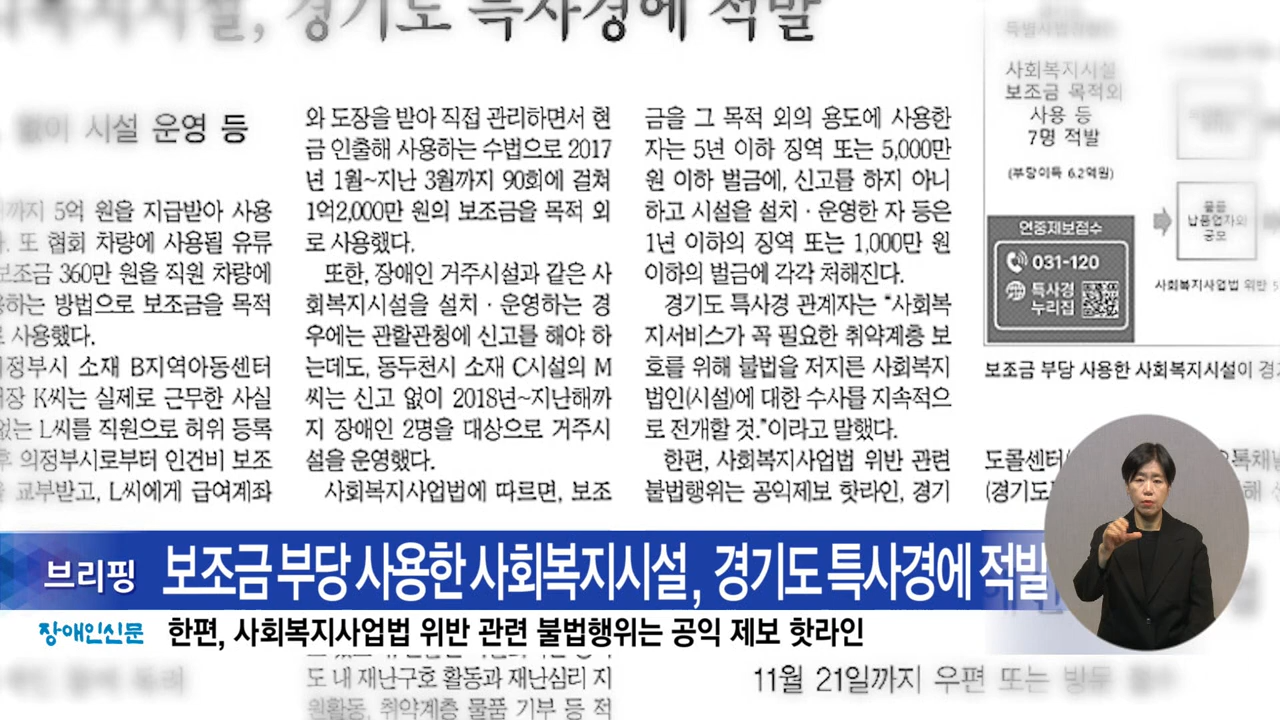 특사경에 적발
없이 시설 운영 등
까지 5억 원을 지급받아 사용
또 협회 차량에 사용될 유류
보조금 360만 원을 직원 차량에
하는 방법으로 보조금을 목적
사용했다.
정부시 소재 B지역아동센터
장 K씨는 실제로 근무한 사실
없는 L씨를 직원으로 허위 등록
후 의정부시로부터 인건비 보조
교부받고, L씨에게 급여계좌
와 도장을 받아 직접 관리하면서 현
금 인출해 사용하는 수법으로 2017
년 1월~지난 3월까지 90회에 걸쳐
1억2,000만 원의 보조금을 목적 외
로 사용했다.
또한, 장애인 거주시설과 같은 사
회복지시설을 설치·운영하는 경
우에는 관할관청에 신고를 해야 하
는데도, 동두천시 소재 C시설의 M
씨는 신고 없이 2018년~지난해까
지 장애인 2명을 대상으로 거주시
설을 운영했다.
사회복지사업법에 따르면, 보조
금을 그 목적 외의 용도에 사용한
자는 5년 이하 징역 또는 5,000만
원 이하 벌금에, 신고를 하지 아니
하고 시설을 설치·운영한 자 등은
1년 이하의 징역 또는 1,000만 원
이하의 벌금에 각각 처해진다.
경기도 특사경 관계자는 “사회복
지서비스가 꼭 필요한 취약계층 보
호를 위해 불법을 저지른 사회복지
법인(시설)에 대한 수사를 지속적으
로 전개할 것.”이라고 말했다.
한편, 사회복지사업법 위반 관련
불법행위는 공익제보 핫라인, 경기
사회복지시설
보조금 목적외
사용 등
7명 적발
(부당이득 6.2억원)
연중제보접수
031-120
특사경
누리집
물품
납품업자와
공모
사회복지사업법 위반
보조금 부당 사용한 사회복지시설이
도콜센터
(경기도
브리핑
보조금 부당 사용한 사회복지시설, 경기도 특사경에 적발
장애인신문
한편, 사회복지사업법 위반 관련 불법행위는 공익 제보 핫라인
도 내 재난구호 활동과 재난심리 지
원활동, 취약계층 물품 기부 등 적
11월 21일까지 우편 또는 방문 접수